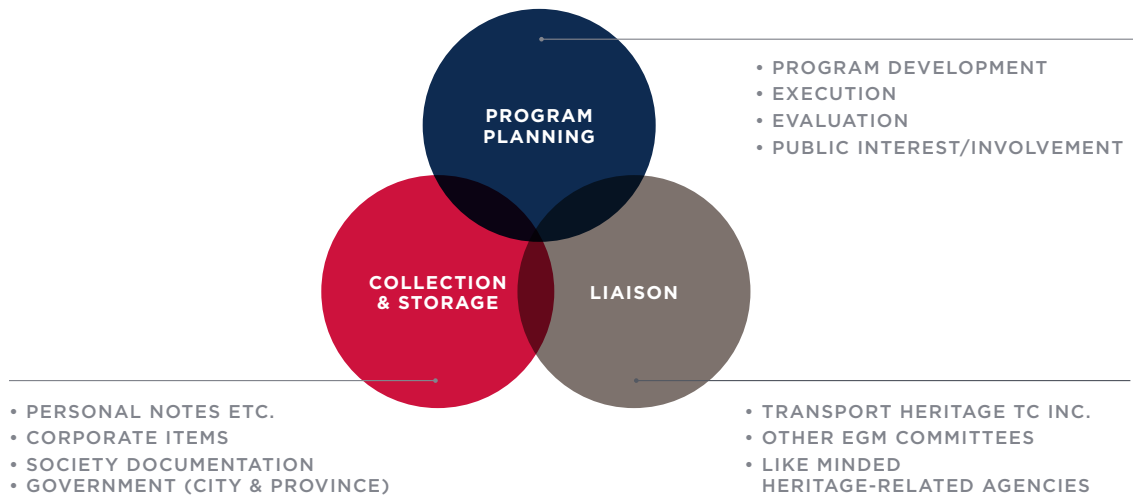 PROGRAM
PLANNING
• PROGRAM DEVELOPMENT
• EXECUTION
• EVALUATION
• PUBLIC INTEREST/INVOLVEMENT
COLLECTION
& STORAGE
LIAISON
• PERSONAL NOTES ETC.
• CORPORATE ITEMS
• SOCIETY DOCUMENTATION
• GOVERNMENT (CITY & PROVINCE)
• TRANSPORT HERITAGE TC INC.
• OTHER EGM COMMITTEES
• LIKE MINDED
HERITAGE-RELATED AGENCIES